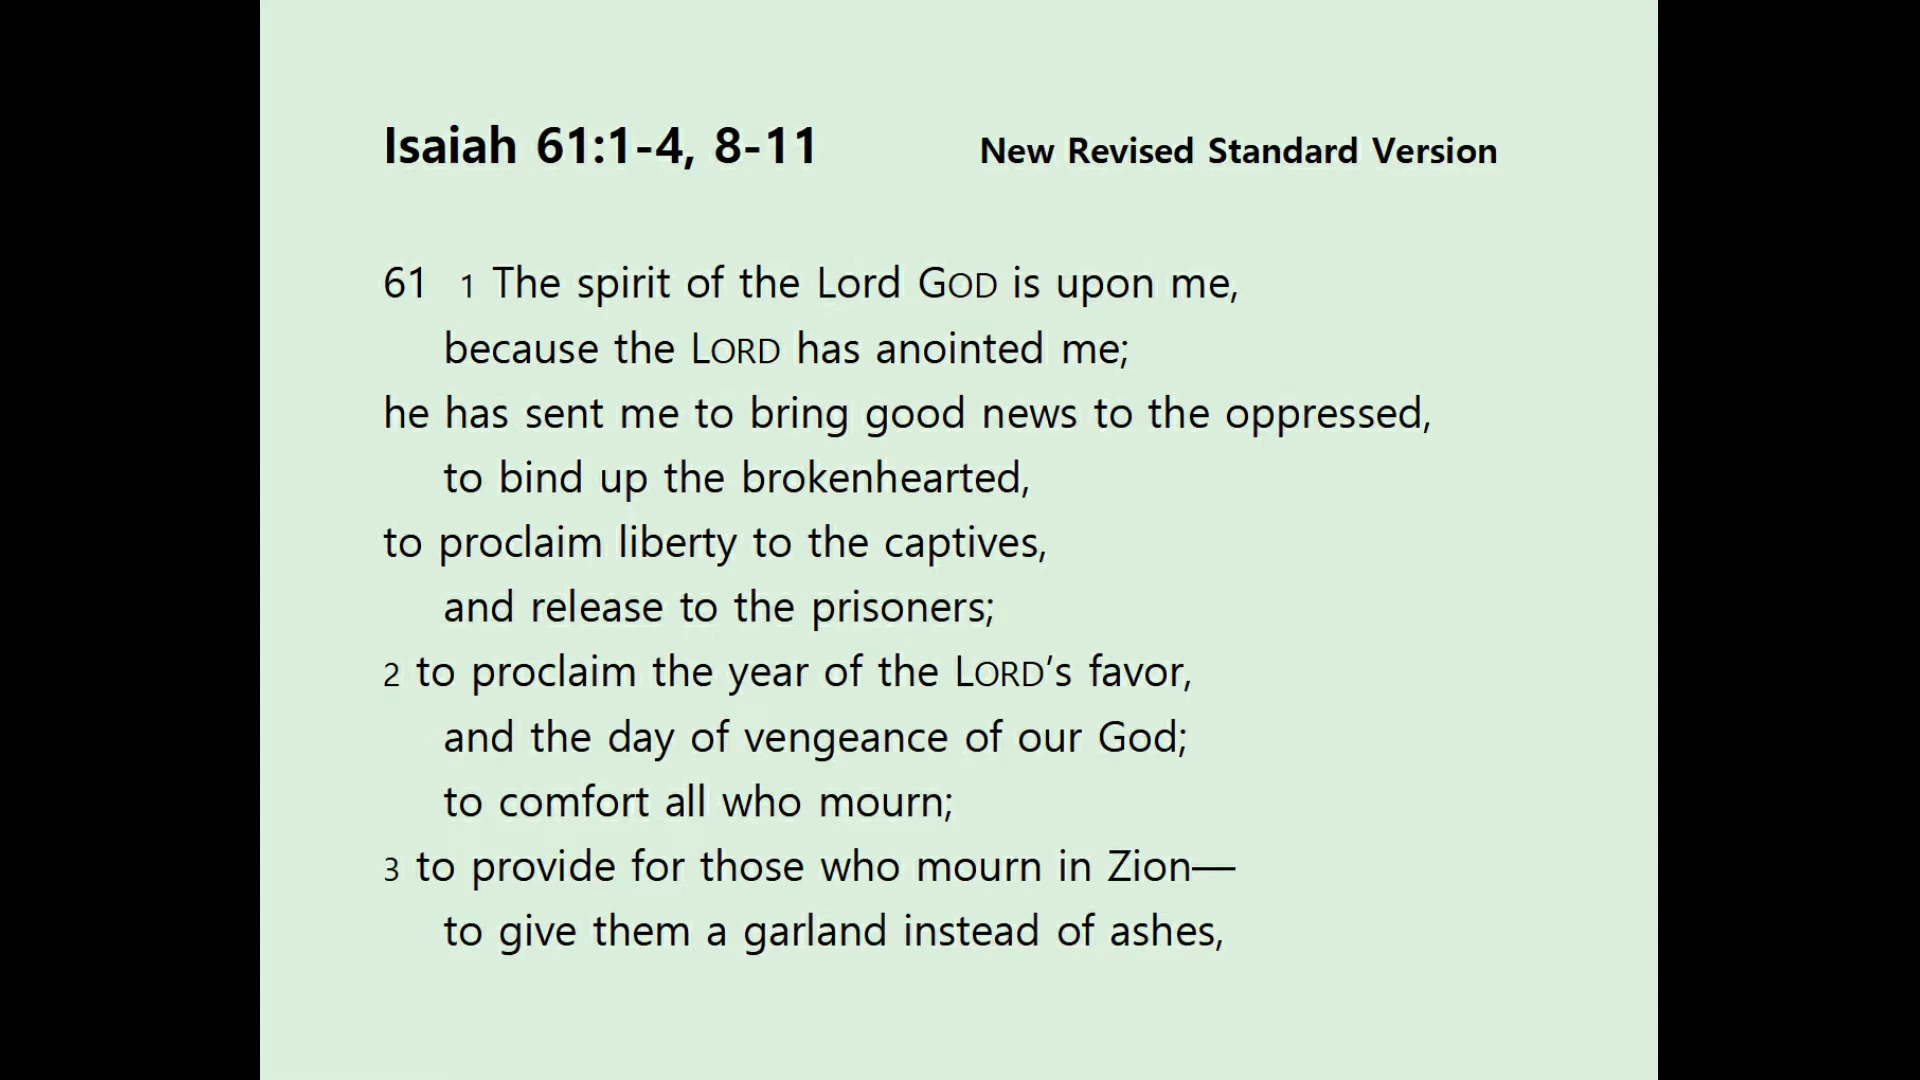 Isaiah 61:1-4, 8-11 New Revised Standard Version
61 1 The spirit of the Lord GOD is upon me,
because the LORD has anointed me;
he has sent me to bring good news to the oppressed,
to bind up the brokenhearted,
to proclaim liberty to the captives,
and release to the prisoners;
2 to proclaim the year of the LORD’s favor,
and the day of vengeance of our God;
to comfort all who mourn;
3 to provide for those who mourn in Zion—
to give them a garland instead of ashes,